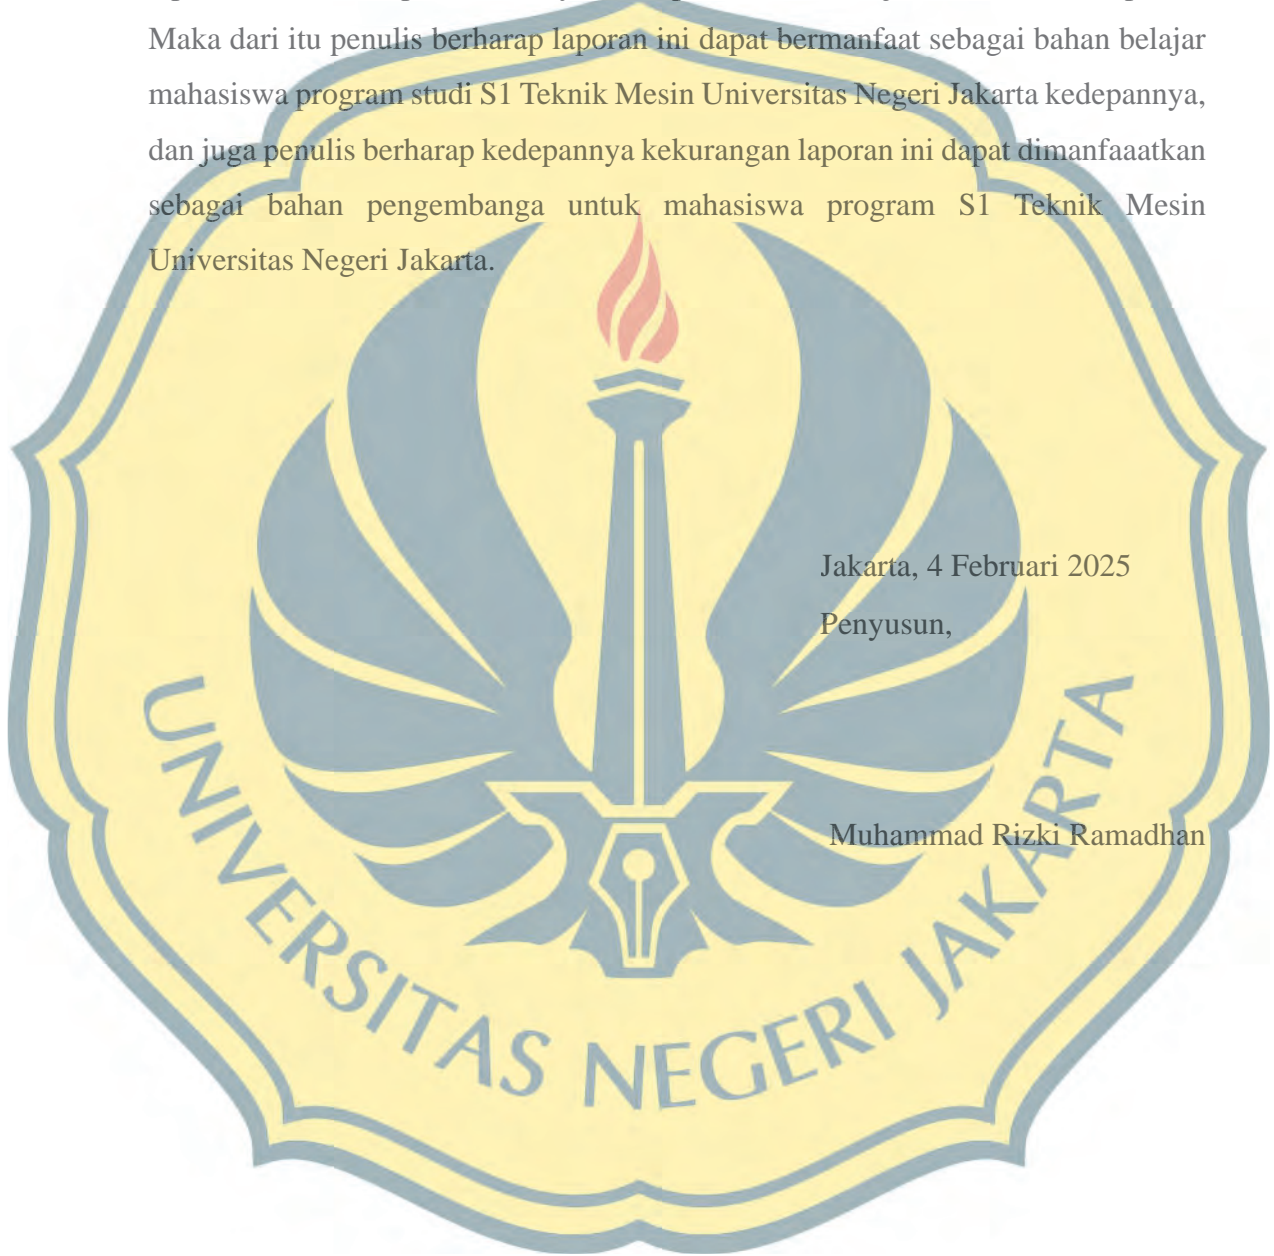 Maka dari itu penulis berharap laporan ini dapat bermanfaat sebagai bahan belajar
mahasiswa program studi S1 Teknik Mesin Universitas Negeri Jakarta kedepannya,
dan juga penulis berharap kedepannya kekurangan laporan ini dapat dimanfaaatkan
sebagai bahan pengembanga untuk mahasiswa program S1 Teknik Mesin
Universitas Negeri Jakarta.
Jakarta, 4 Februari 2025
Penyusun,
Muhammad Rizki Ramadhan
UNIVERSITAS NEGERI JAKARTA